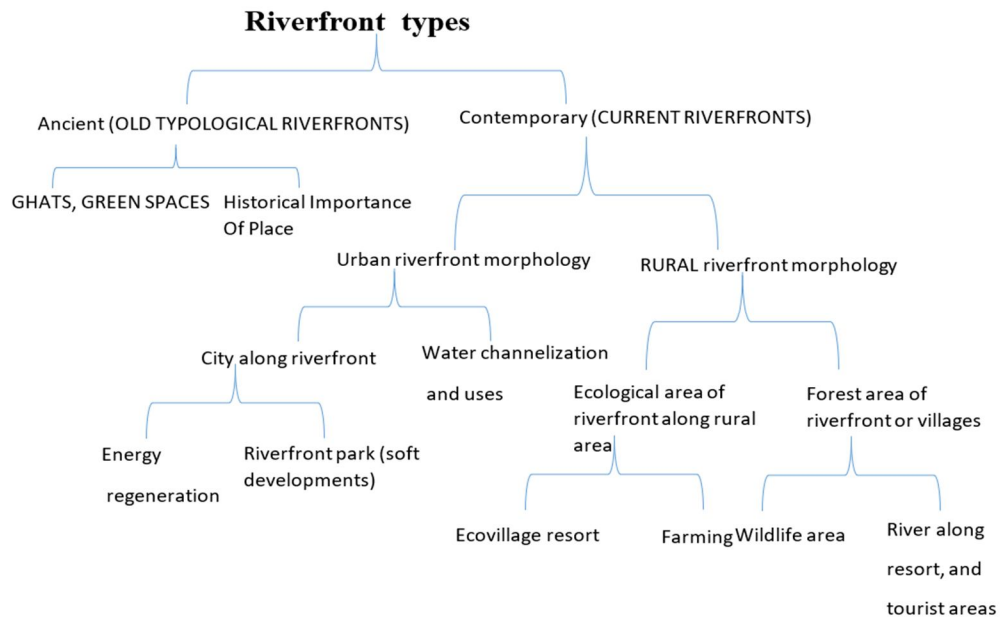 Riverfront types
Ancient (OLD TYPOLOGICAL RIVERFRONTS)
Contemporary (CURRENT RIVERFRONTS)
GHATS, GREEN SPACES
Historical Importance
Of Place
Urban riverfront morphology
RURAL riverfront morphology
City along riverfront
Water channelization
and uses
Ecological area of
riverfront along rural
area
Forest area of
riverfront or villages
Energy
regeneration
Riverfront park (soft
developments)
Ecovillage resort
Farming
Wildlife area
River along
resort, and
tourist areas